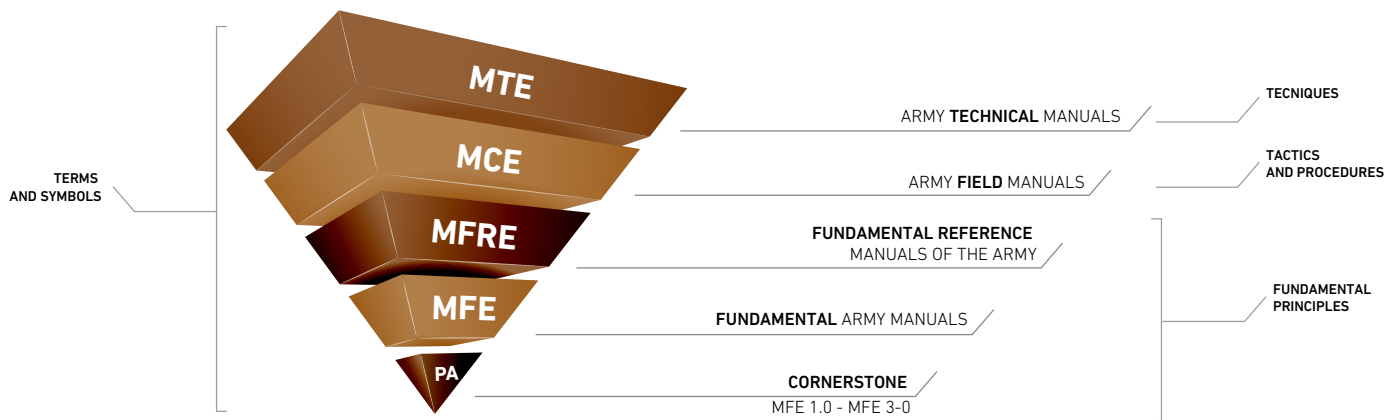 MTE
MCE
MFRE
MFE
PA
TERMS
AND SYMBOLS
ARMY TECHNICAL MANUALS
ARMY FIELD MANUALS
FUNDAMENTAL REFERENCE
MANUALS OF THE ARMY
FUNDAMENTAL ARMY MANUALS
CORNERSTONE
MFE 1.0 - MFE 3-0
TECNIQUES
TACTICS
AND PROCEDURES
FUNDAMENTAL
PRINCIPLES